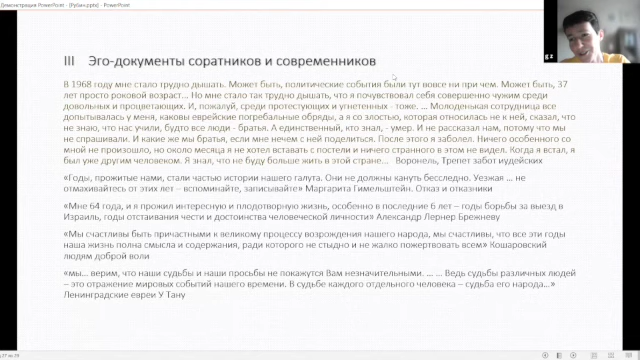 Демонстрация PowerPoint - [Рубин.pptx] - PowerPoint
g z
III Эго-документы соратников и современников
В 1968 году мне стало трудно дышать. Может быть, политические события были тут вовсе ни при чем. Может быть, 37
лет просто роковой возраст... Но мне стало так трудно дышать, что я почувствовал себя совершенно чужим среди
довольных и процветающих. И, пожалуй, среди протестующих и угнетенных - тоже. ... Молоденькая сотрудница все
допытывалась у меня, каковы еврейские погребальные обряды, а я со злостью, которая относилась не к ней, сказал, что
не знаю, что нас учили, будто все люди - братья. А единственный, кто знал, - умер. И не рассказал нам, потому что мы
не спрашивали. И какие же мы братья, если мне нечем с ней поделиться. После этого я заболел. Ничего особенного со
мной не произошло, но около месяца я не хотел вставать с постели и ничего странного в этом не видел. Когда я встал, я
был уже другим человеком. Я знал, что не буду больше жить в этой стране... Воронель, Трепет забот иудейских
«Годы, прожитые нами, стали частью истории нашего галута. Они не должны кануть бесследно. Уезжая ... не
отмахивайтесь от этих лет – вспоминайте, записывайте» Маргарита Гимельштейн. Отказ и отказники
«Мне 64 года, и я прожил интересную и плодотворную жизнь, особенно в последние 6 лет – годы борьбы за выезд в
Израиль, годы отстаивания чести и достоинства человеческой личности» Александр Лернер Брежневу
«Мы счастливы быть причастными к великому процессу возрождения нашего народа, мы счастливы, что все эти годы
наша жизнь полна смысла и содержания, ради которого не стыдно и не жалко пожертвовать всем» Кошаровский
людям доброй воли
«мы... верим, что наши судьбы и наши просьбы не покажутся Вам незначительными. ... ... Ведь судьбы различных людей
– это отражение мировых событий нашего времени. В судьбе каждого отдельного человека – судьба его народа...»
Ленинградские евреи У Тану